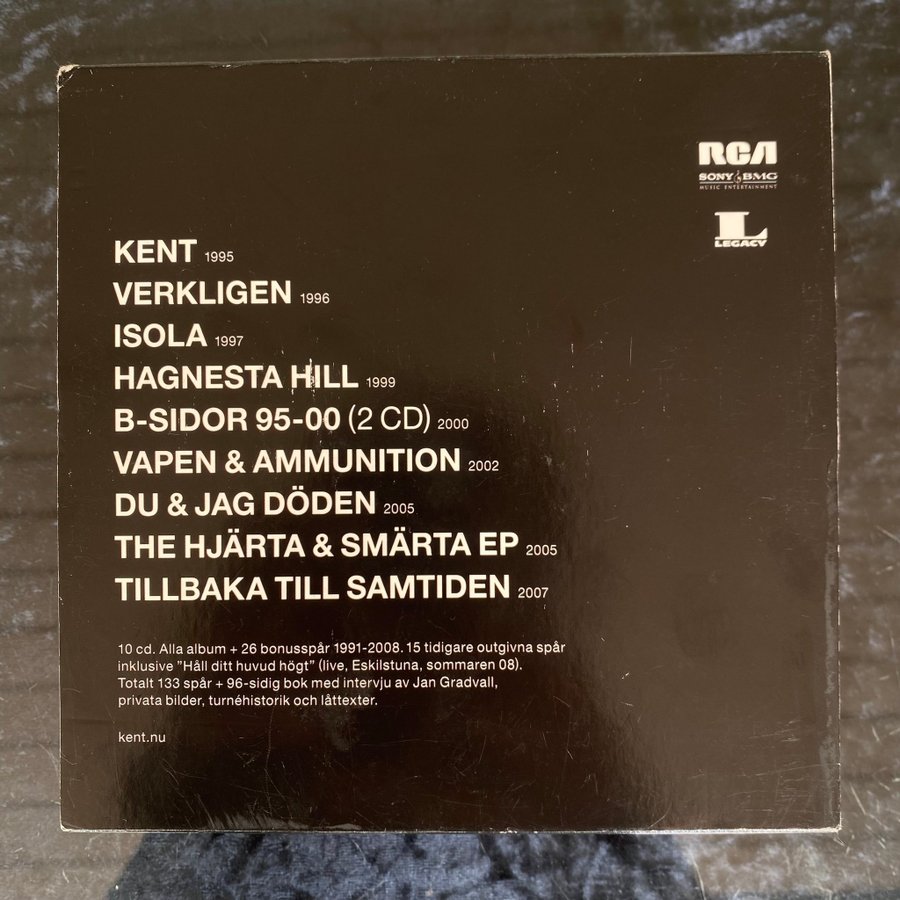 RCA
SONY BMG
MUSIC ENTERTAINMENT
L
LEGACY
KENT 1995
VERKLIGEN 1996
ISOLA 1997
HAGNESTA HILL 1999
B-SIDOR 95-00 (2 CD) 2000
VAPEN & AMMUNITION 2002
DU & JAG DÖDEN 2005
THE HJÄRTA & SMÄRTA EP 2005
TILLBAKA TILL SAMTIDEN 2007
10 cd. Alla album + 26 bonusspår 1991-2008. 15 tidigare outgivna spår
inklusive ”Håll ditt huvud högt” (live, Eskilstuna, sommaren 08).
Totalt 133 spår + 96-sidig bok med intervju av Jan Gradvall,
privata bilder, turnéhistorik och låttexter.
kent.nu